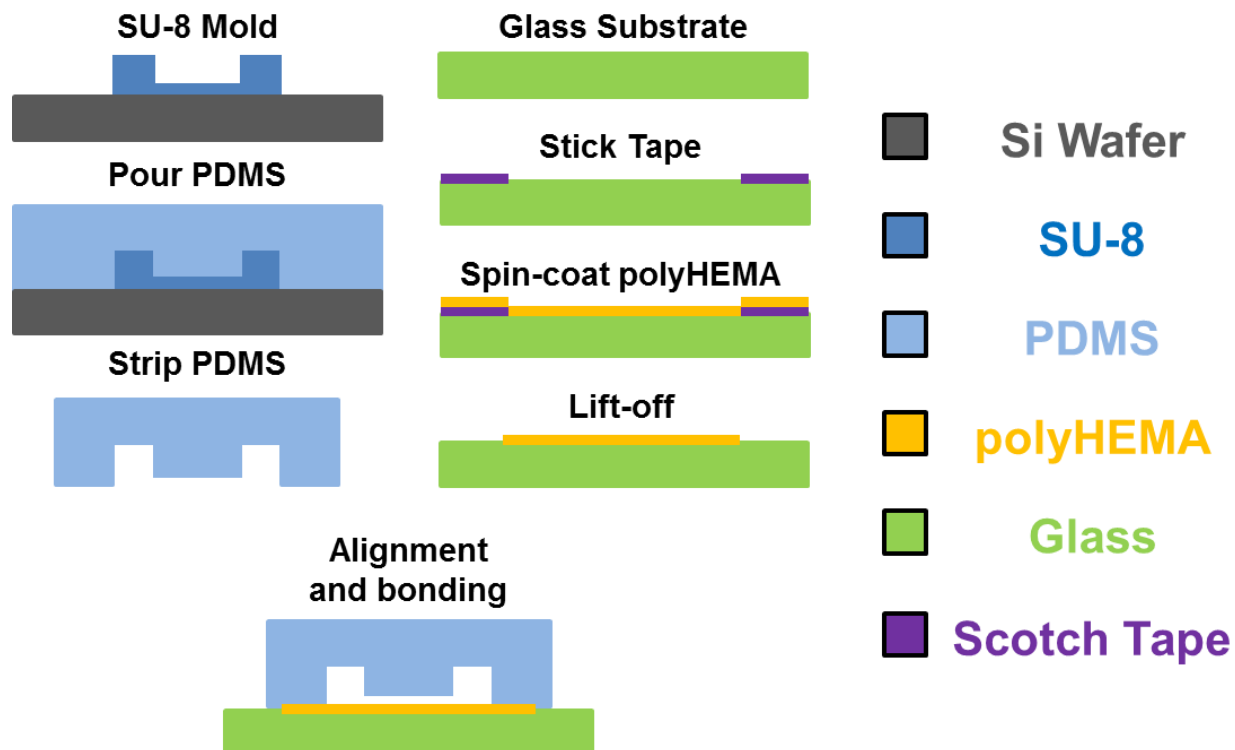 SU-8 Mold
Pour PDMS
Strip PDMS
Glass Substrate
Stick Tape
Spin-coat polyHEMA
Lift-off
Alignment
and bonding
Si Wafer
SU-8
PDMS
polyHEMA
Glass
Scotch Tape